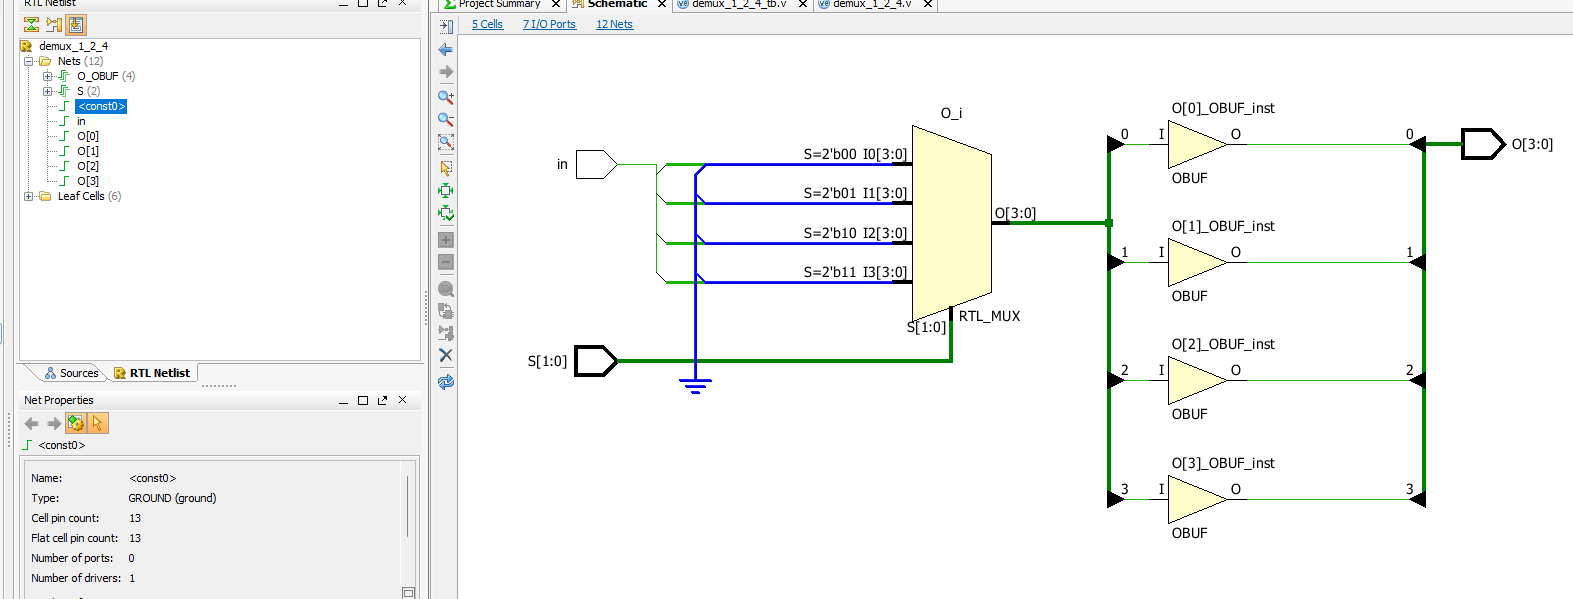 RTL Netlist
demux_1_2_4
Nets (12)
O_OBUF (4)
S (2)
<const0>
in
O[0]
O[1]
O[2]
O[3]
Leaf Cells (6)
Sources
RTL Netlist
Net Properties
<const0>
Name: <const0>
Type: GROUND (ground)
Cell pin count: 13
Flat cell pin count: 13
Number of ports: 0
Number of drivers: 1
Project Summary
Schematic
demux_1_2_4_tb.v
demux_1_2_4.v
5 Cells 7 I/O Ports 12 Nets
in
S[1:0]
O_i
S=2'b00 I0[3:0]
S=2'b01 I1[3:0]
S=2'b10 I2[3:0]
S=2'b11 I3[3:0]
S[1:0]
RTL_MUX
O[3:0]
O[0]_OBUF_inst
0 I O 0
OBUF
O[1]_OBUF_inst
1 I O 1
OBUF
O[2]_OBUF_inst
2 I O 2
OBUF
O[3]_OBUF_inst
3 I O 3
OBUF
O[3:0]